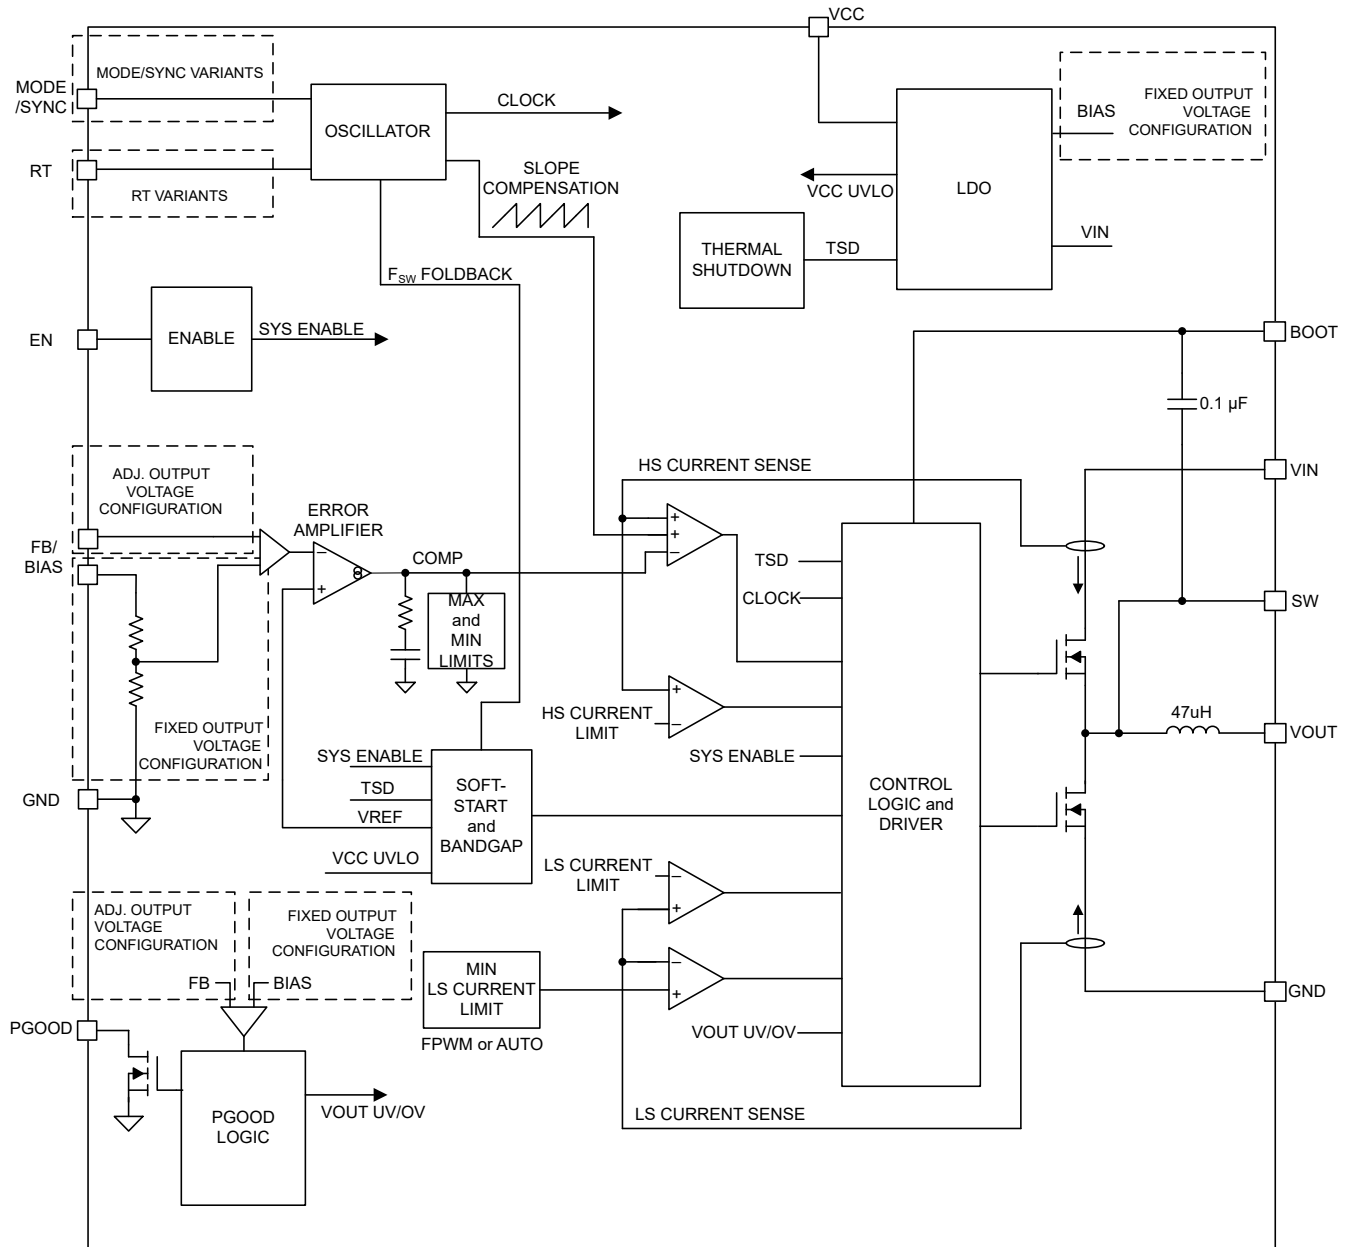 VCC
MODE/SYNC VARIANTS
MODE
/SYNC
OSCILLATOR
CLOCK
FIXED OUTPUT
VOLTAGE
CONFIGURATION
BIAS
RT
RT VARIANTS
SLOPE
COMPENSATION
VCC UVLO
LDO
THERMAL
SHUTDOWN
TSD
VIN
FSW FOLDBACK
EN
ENABLE
SYS ENABLE
BOOT
0.1 µF
ADJ. OUTPUT
VOLTAGE
CONFIGURATION
HS CURRENT SENSE
VIN
ERROR
AMPLIFIER
FB/
BIAS
−
+
COMP
+
+
−
TSD
CLOCK
SW
MAX
and
MIN
LIMITS
FIXED OUTPUT
VOLTAGE
CONFIGURATION
HS CURRENT
LIMIT
+
−
47uH
VOUT
SYS ENABLE
SYS ENABLE
TSD
VREF
VCC UVLO
SOFT-
START
and
BANDGAP
CONTROL
LOGIC and
DRIVER
GND
LS CURRENT
LIMIT
−
+
ADJ. OUTPUT
VOLTAGE
CONFIGURATION
FIXED OUTPUT
VOLTAGE
CONFIGURATION
FB
BIAS
MIN
LS CURRENT
LIMIT
−
+
FPWM or AUTO
GND
PGOOD
VOUT UV/OV
PGOOD
LOGIC
VOUT UV/OV
LS CURRENT SENSE